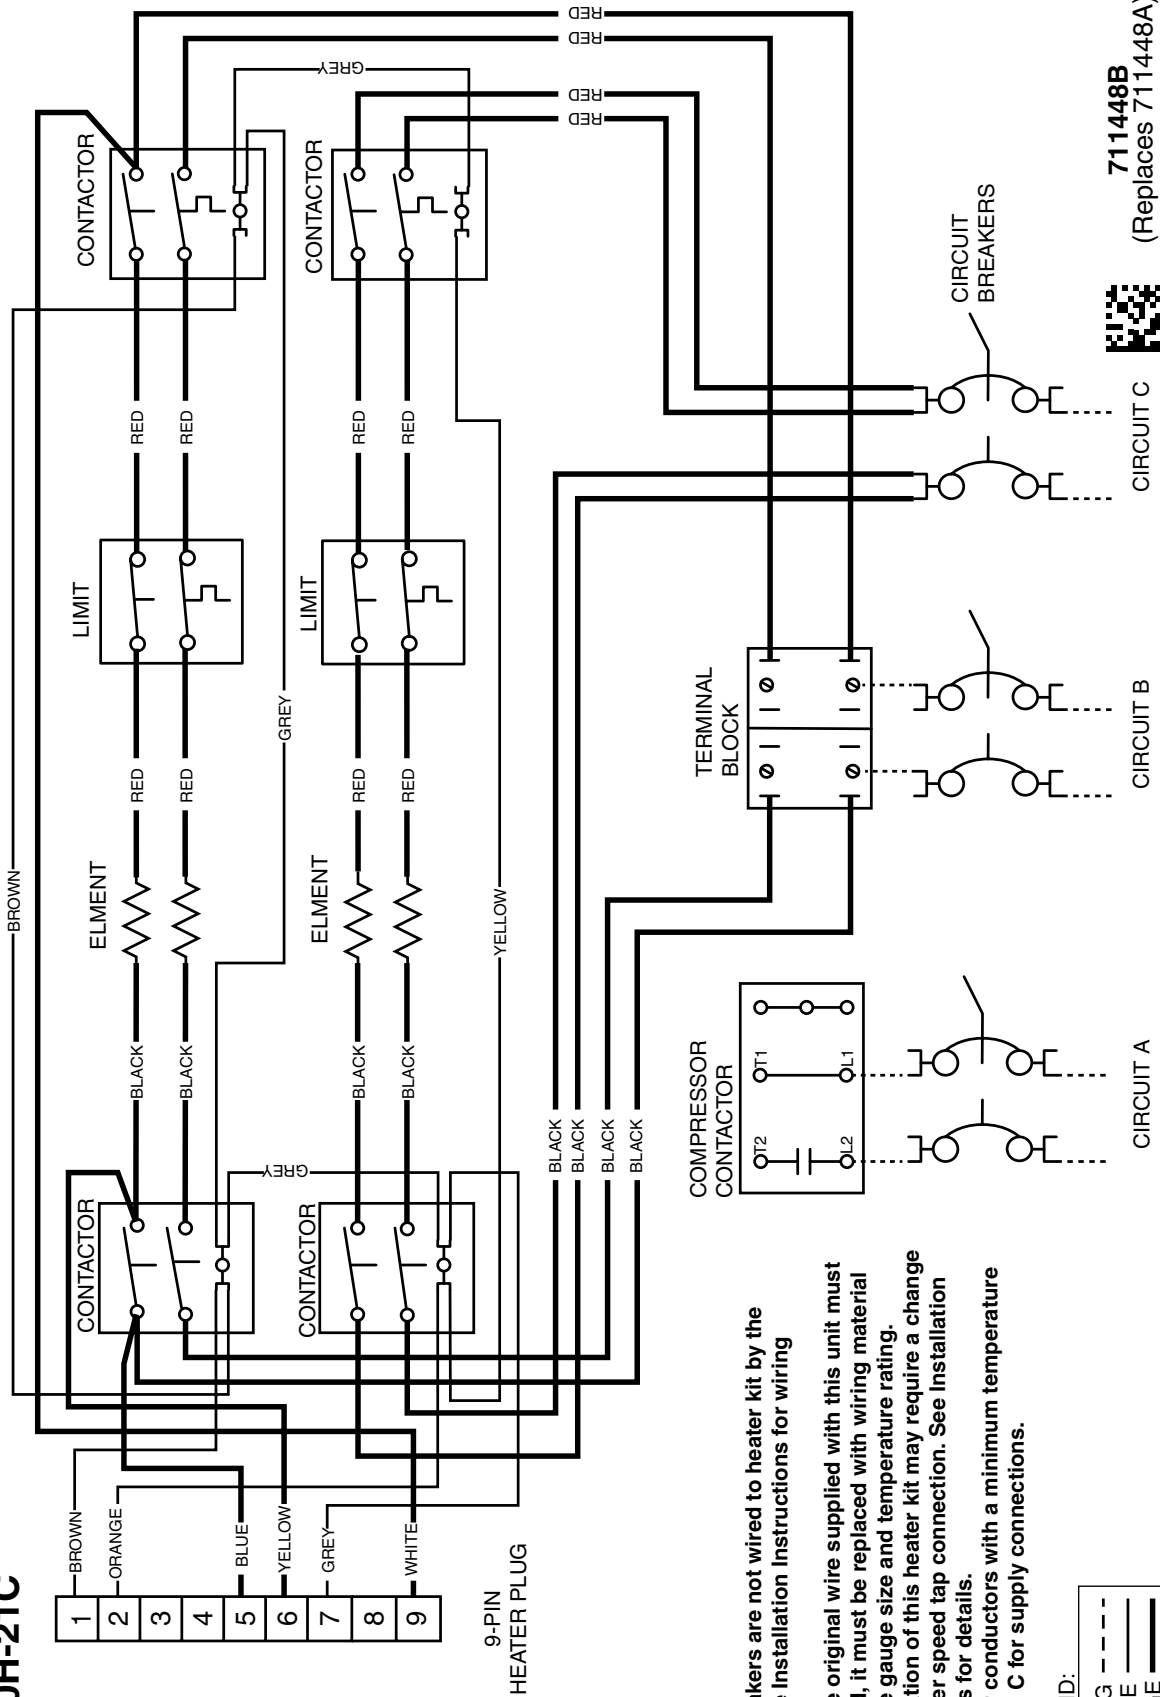 CONTACTOR
CONTACTOR
RED
RED
RED
RED
GREY
BROWN
LIMIT
LIMIT
RED
RED
RED
RED
RED
RED
RED
RED
GREY
YELLOW
ELMENT
ELMENT
BLACK
BLACK
BLACK
BLACK
GREY
CONTACTOR
CONTACTOR
BLACK
BLACK
BLACK
BLACK
1
2
3
4
5
6
7
8
9
BROWN
ORANGE
BLUE
YELLOW
GREY
WHITE
9-PIN
HEATER PLUG
COMPRESSOR
CONTACTOR
T2
T1
L2
L1
TERMINAL
BLOCK
CIRCUIT
BREAKERS
CIRCUIT A
CIRCUIT B
CIRCUIT C
are not wired to heater kit by the
Installation Instructions for wiring
original wire supplied with this unit must
it must be replaced with wiring material
gauge size and temperature rating.
of this heater kit may require a change
speed tap connection. See Installation
for details.
conductors with a minimum temperature
C for supply connections.
711448B
(Replaces 711448A)